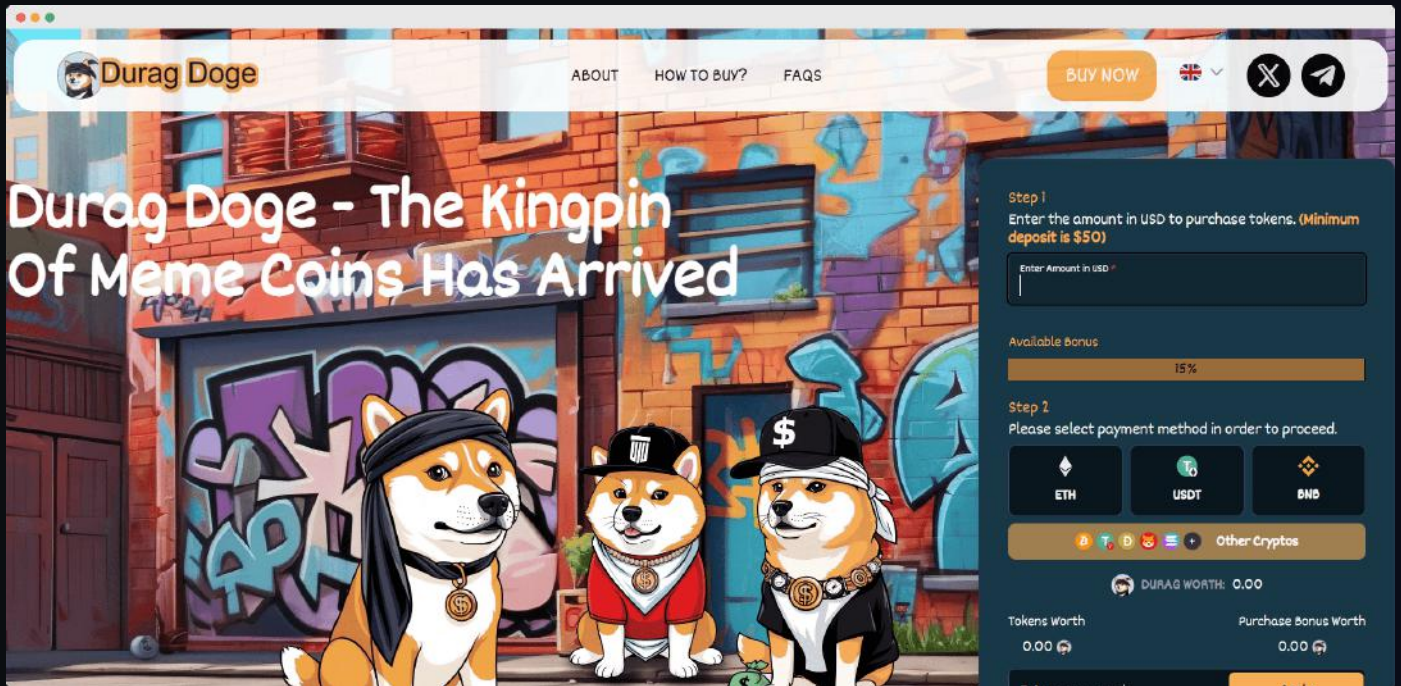 Durag Doge
ABOUT HOW TO BUY? FAQS
BUY NOW
Durag Doge - The Kingpin
Of Meme Coins Has Arrived
Step 1
Enter the amount in USD to purchase tokens. (Minimum
deposit is $50)
Enter Amount in USD *
Available Bonus
15%
Step 2
Please select payment method in order to proceed.
ETH USDT BNB
Other Cryptos
DURAG WORTH: 0.00
Tokens Worth Purchase Bonus Worth
0.00 0.00